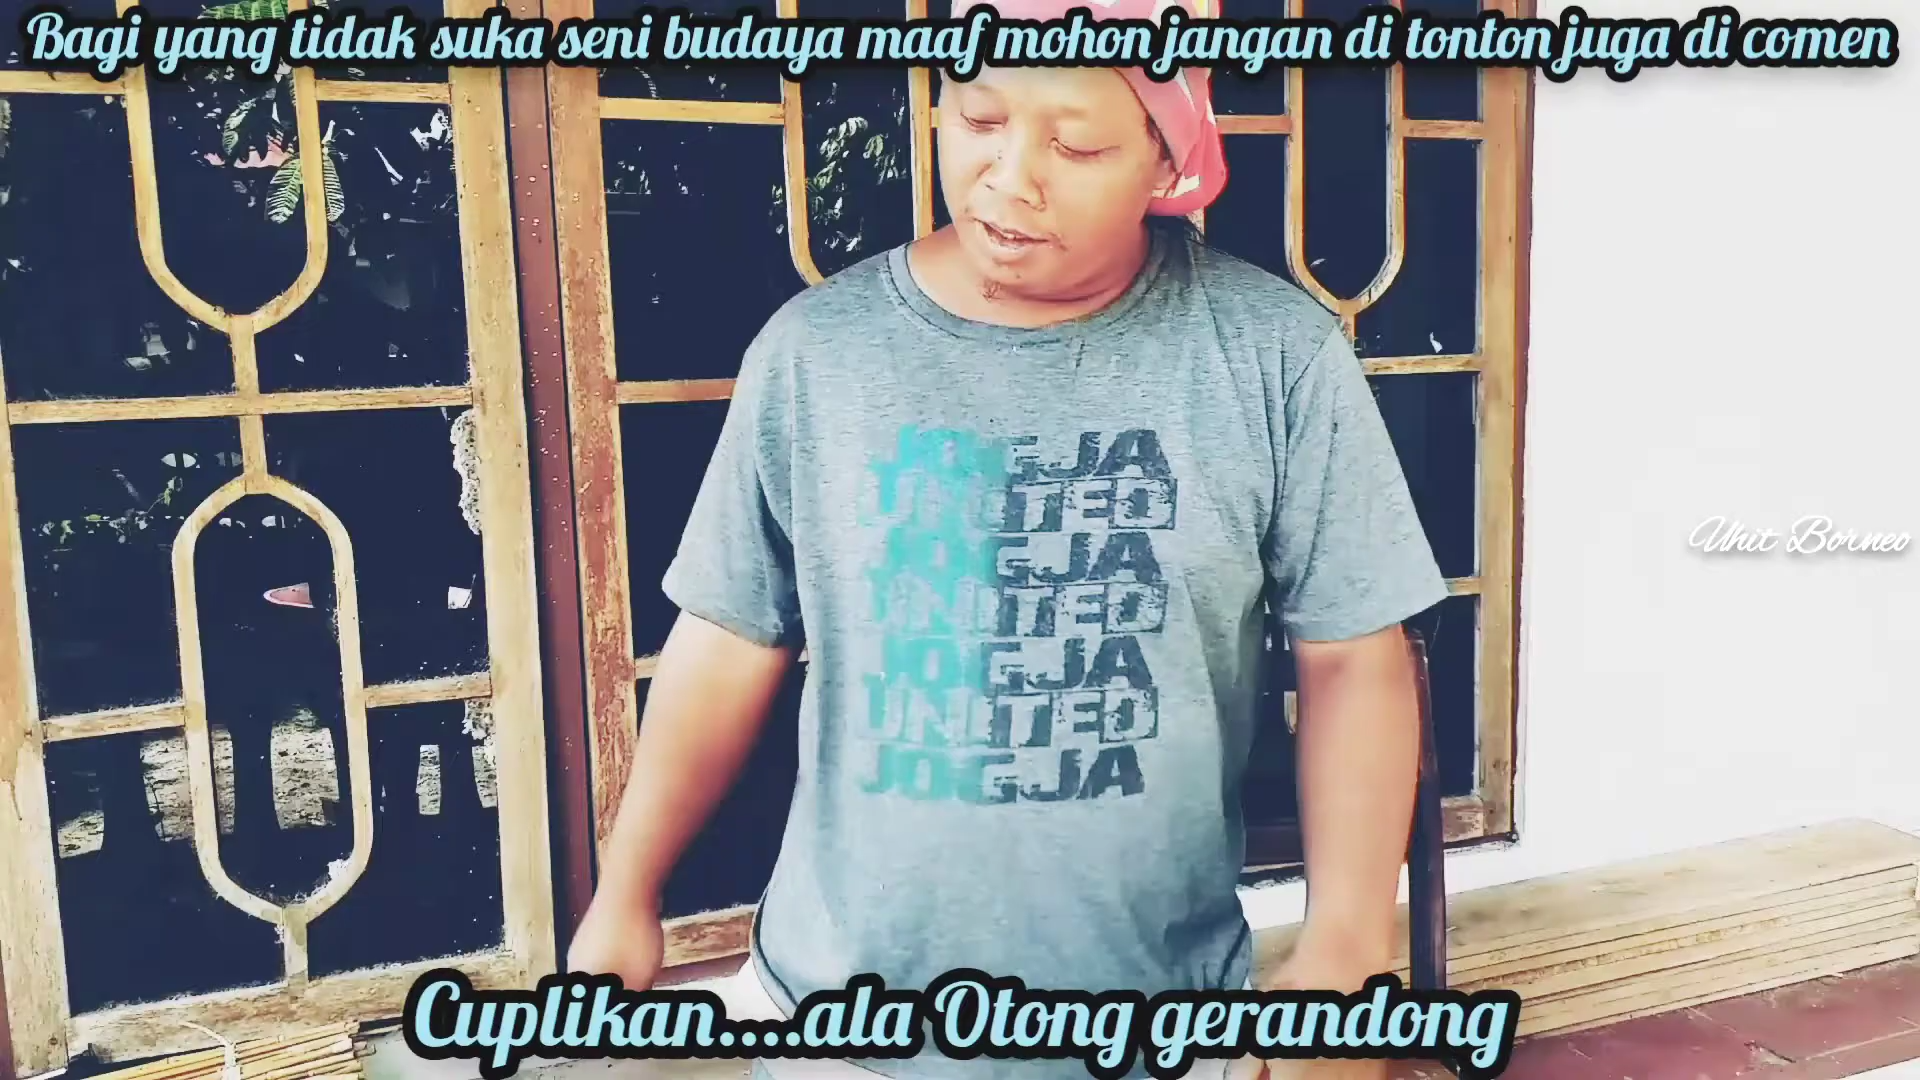 Bagi yang tidak suka seni budaya maaf mohon jangan di tonton juga di comen
JOGJA
UNITED
JOGJA
UNITED
JOGJA
UNITED
JOGJA
Uhit Borneo
Cuplikan....ala Otong gerandong